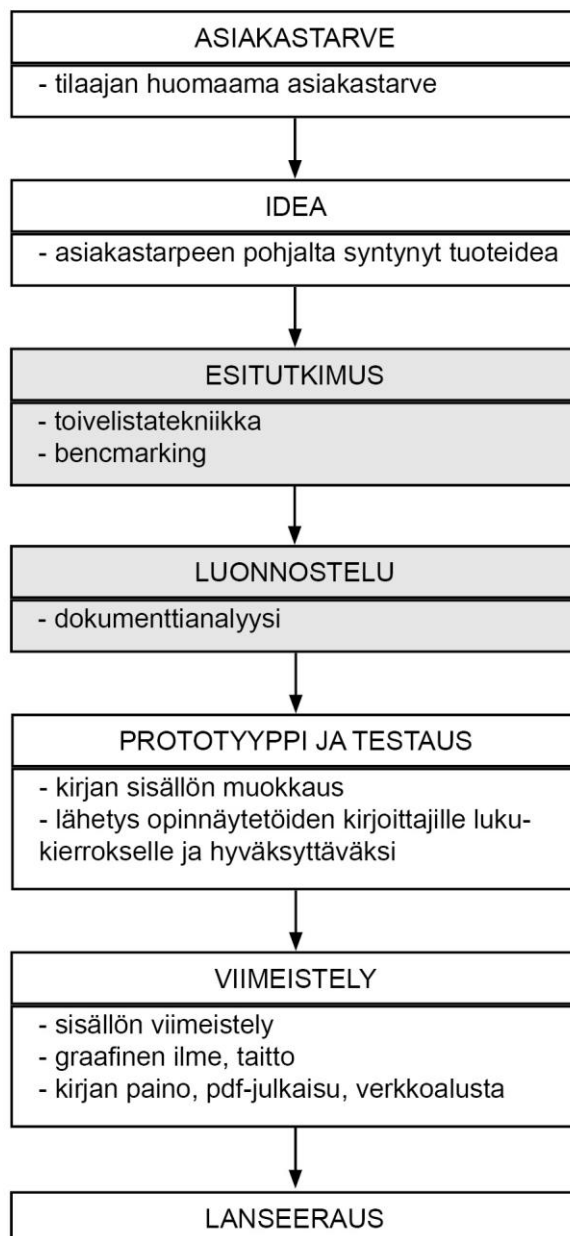 ASIAKASTARVE
- tilaajan huomaama asiakastarve
IDEA
- asiakastarpeen pohjalta syntynyt tuoteidea
ESITUTKIMUS
- toivelistatekniikka
- bencmarking
LUONNOSTELU
- dokumenttianalyysi
PROTOTYYPPI JA TESTAUS
- kirjan sisällön muokkaus
- lähetys opinnäytetöiden kirjoittajille luku-
kierrokselle ja hyväksyttäväksi
VIIMEISTELY
- sisällön viimeistely
- graafinen ilme, taitto
- kirjan paino, pdf-julkaisu, verkkoalusta
LANSEERAUS